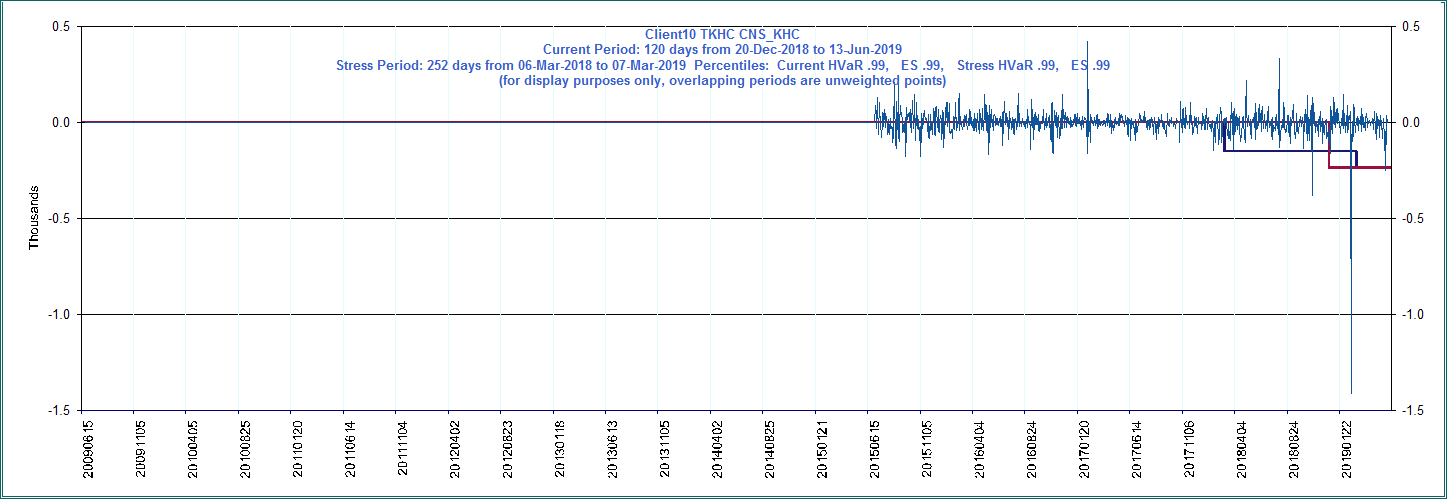 Client10 TKHC CNS_KHC
Current Period: 120 days from 20-Dec-2018 to 13-Jun-2019
Stress Period: 252 days from 06-Mar-2018 to 07-Mar-2019 Percentiles: Current HVaR .99, ES .99, Stress HVaR .99, ES .99
(for display purposes only, overlapping periods are unweighted points)
0.5 0.5
0.0 0.0
-0.5 -0.5
-1.0 -1.0
-1.5 -1.5
Thousands
20090615 20091105 20100405 20100825 20110120 20110614 20111104 20120402 20120823 20130118 20130613 20131105 20140402 20140825 20150121 20150615 20151105 20160404 20160824 20170120 20170614 20171106 20180404 20180824 20190122